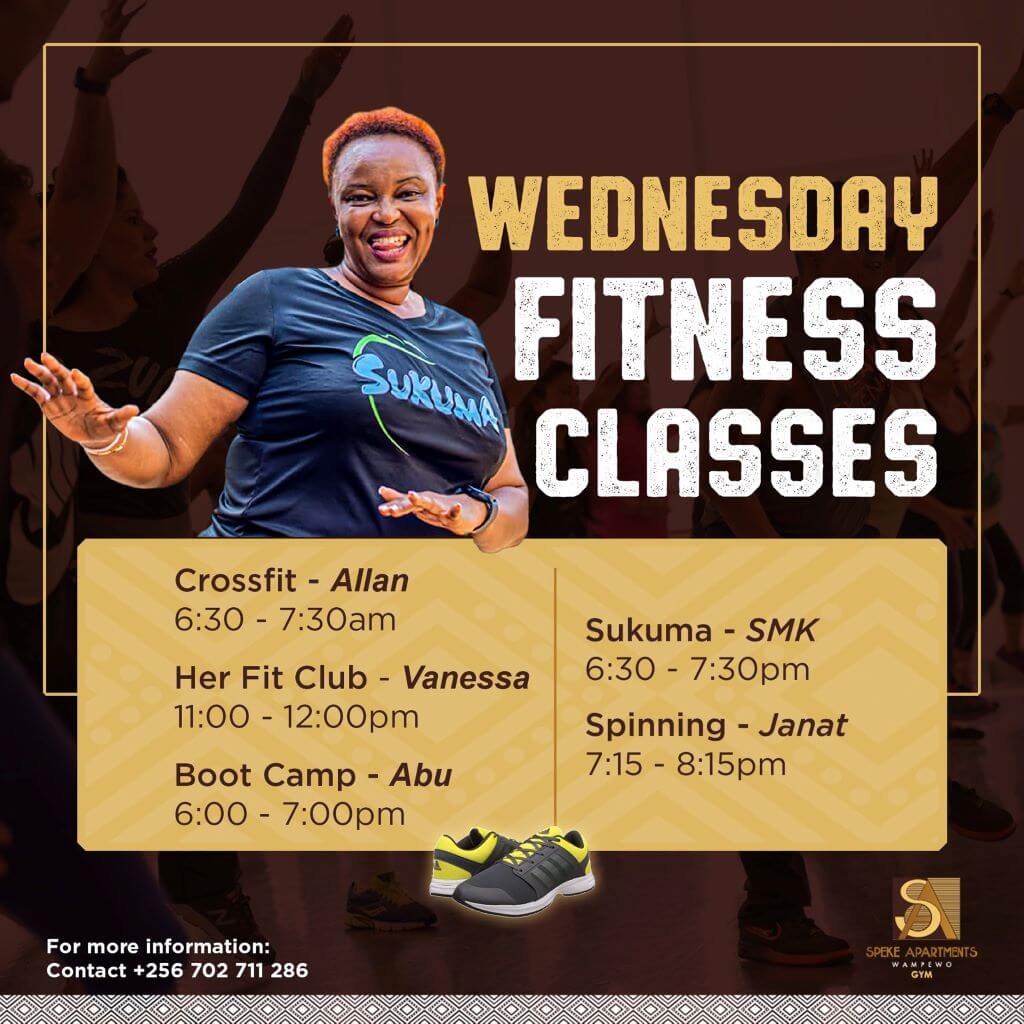 WEDNESDAY
FITNESS
CLASSES
SUKUMA
Crossfit - Allan
6:30 - 7:30am
Her Fit Club - Vanessa
11:00 - 12:00pm
Boot Camp - Abu
6:00 - 7:00pm
Sukuma - SMK
6:30 - 7:30pm
Spinning - Janat
7:15 - 8:15pm
For more information:
Contact +256 702 711 286
SA
SPEKE APARTMENTS
WAMPEWO
GYM